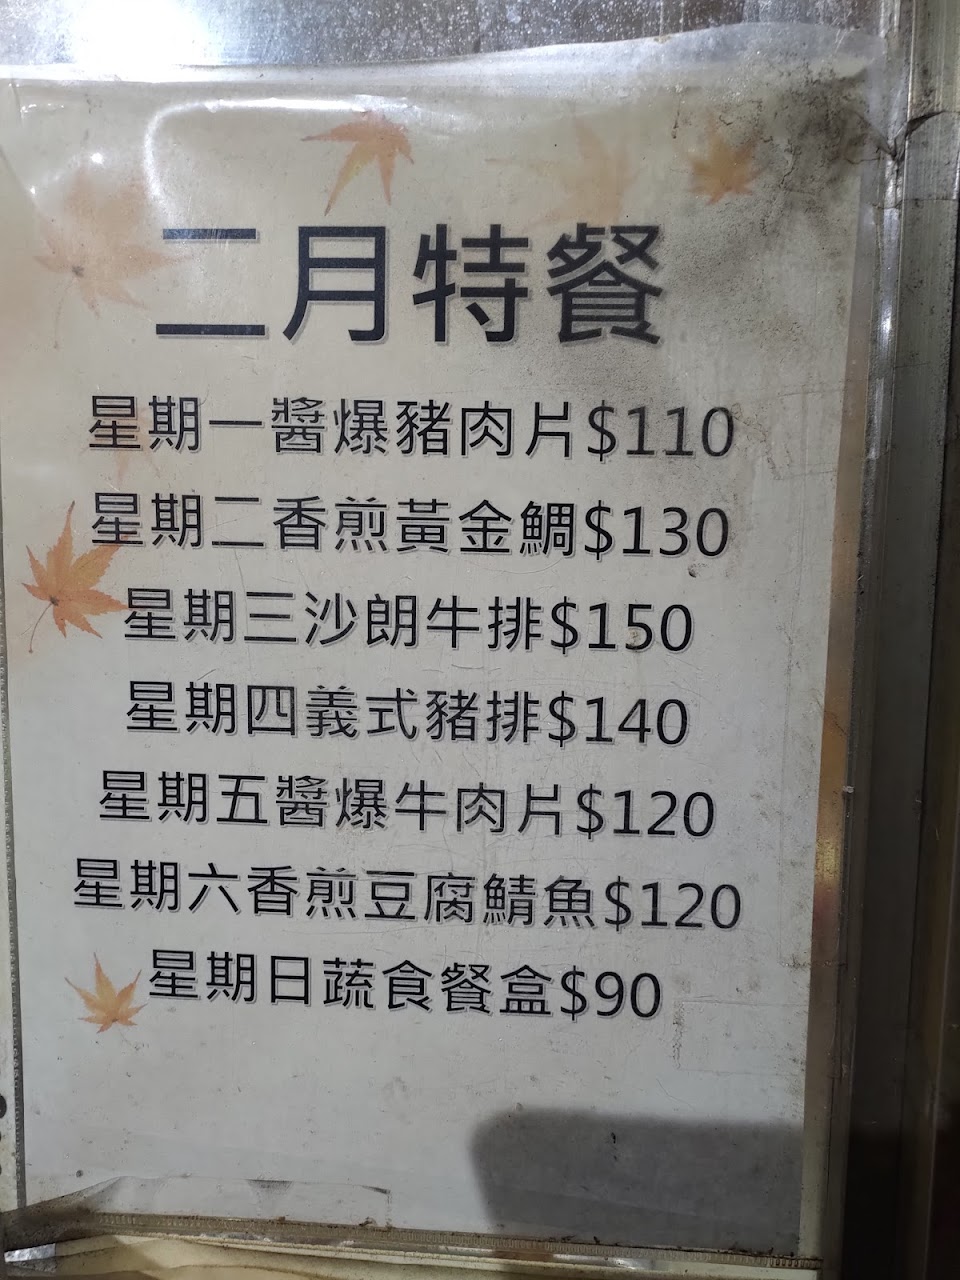 二月特餐
星期一醬爆豬肉片$110
星期二香煎黃金鯛$130
星期三沙朗牛排$150
星期四義式豬排$140
星期五醬爆牛肉片$120
星期六香煎豆腐鯖魚$120
星期日蔬食餐盒$90